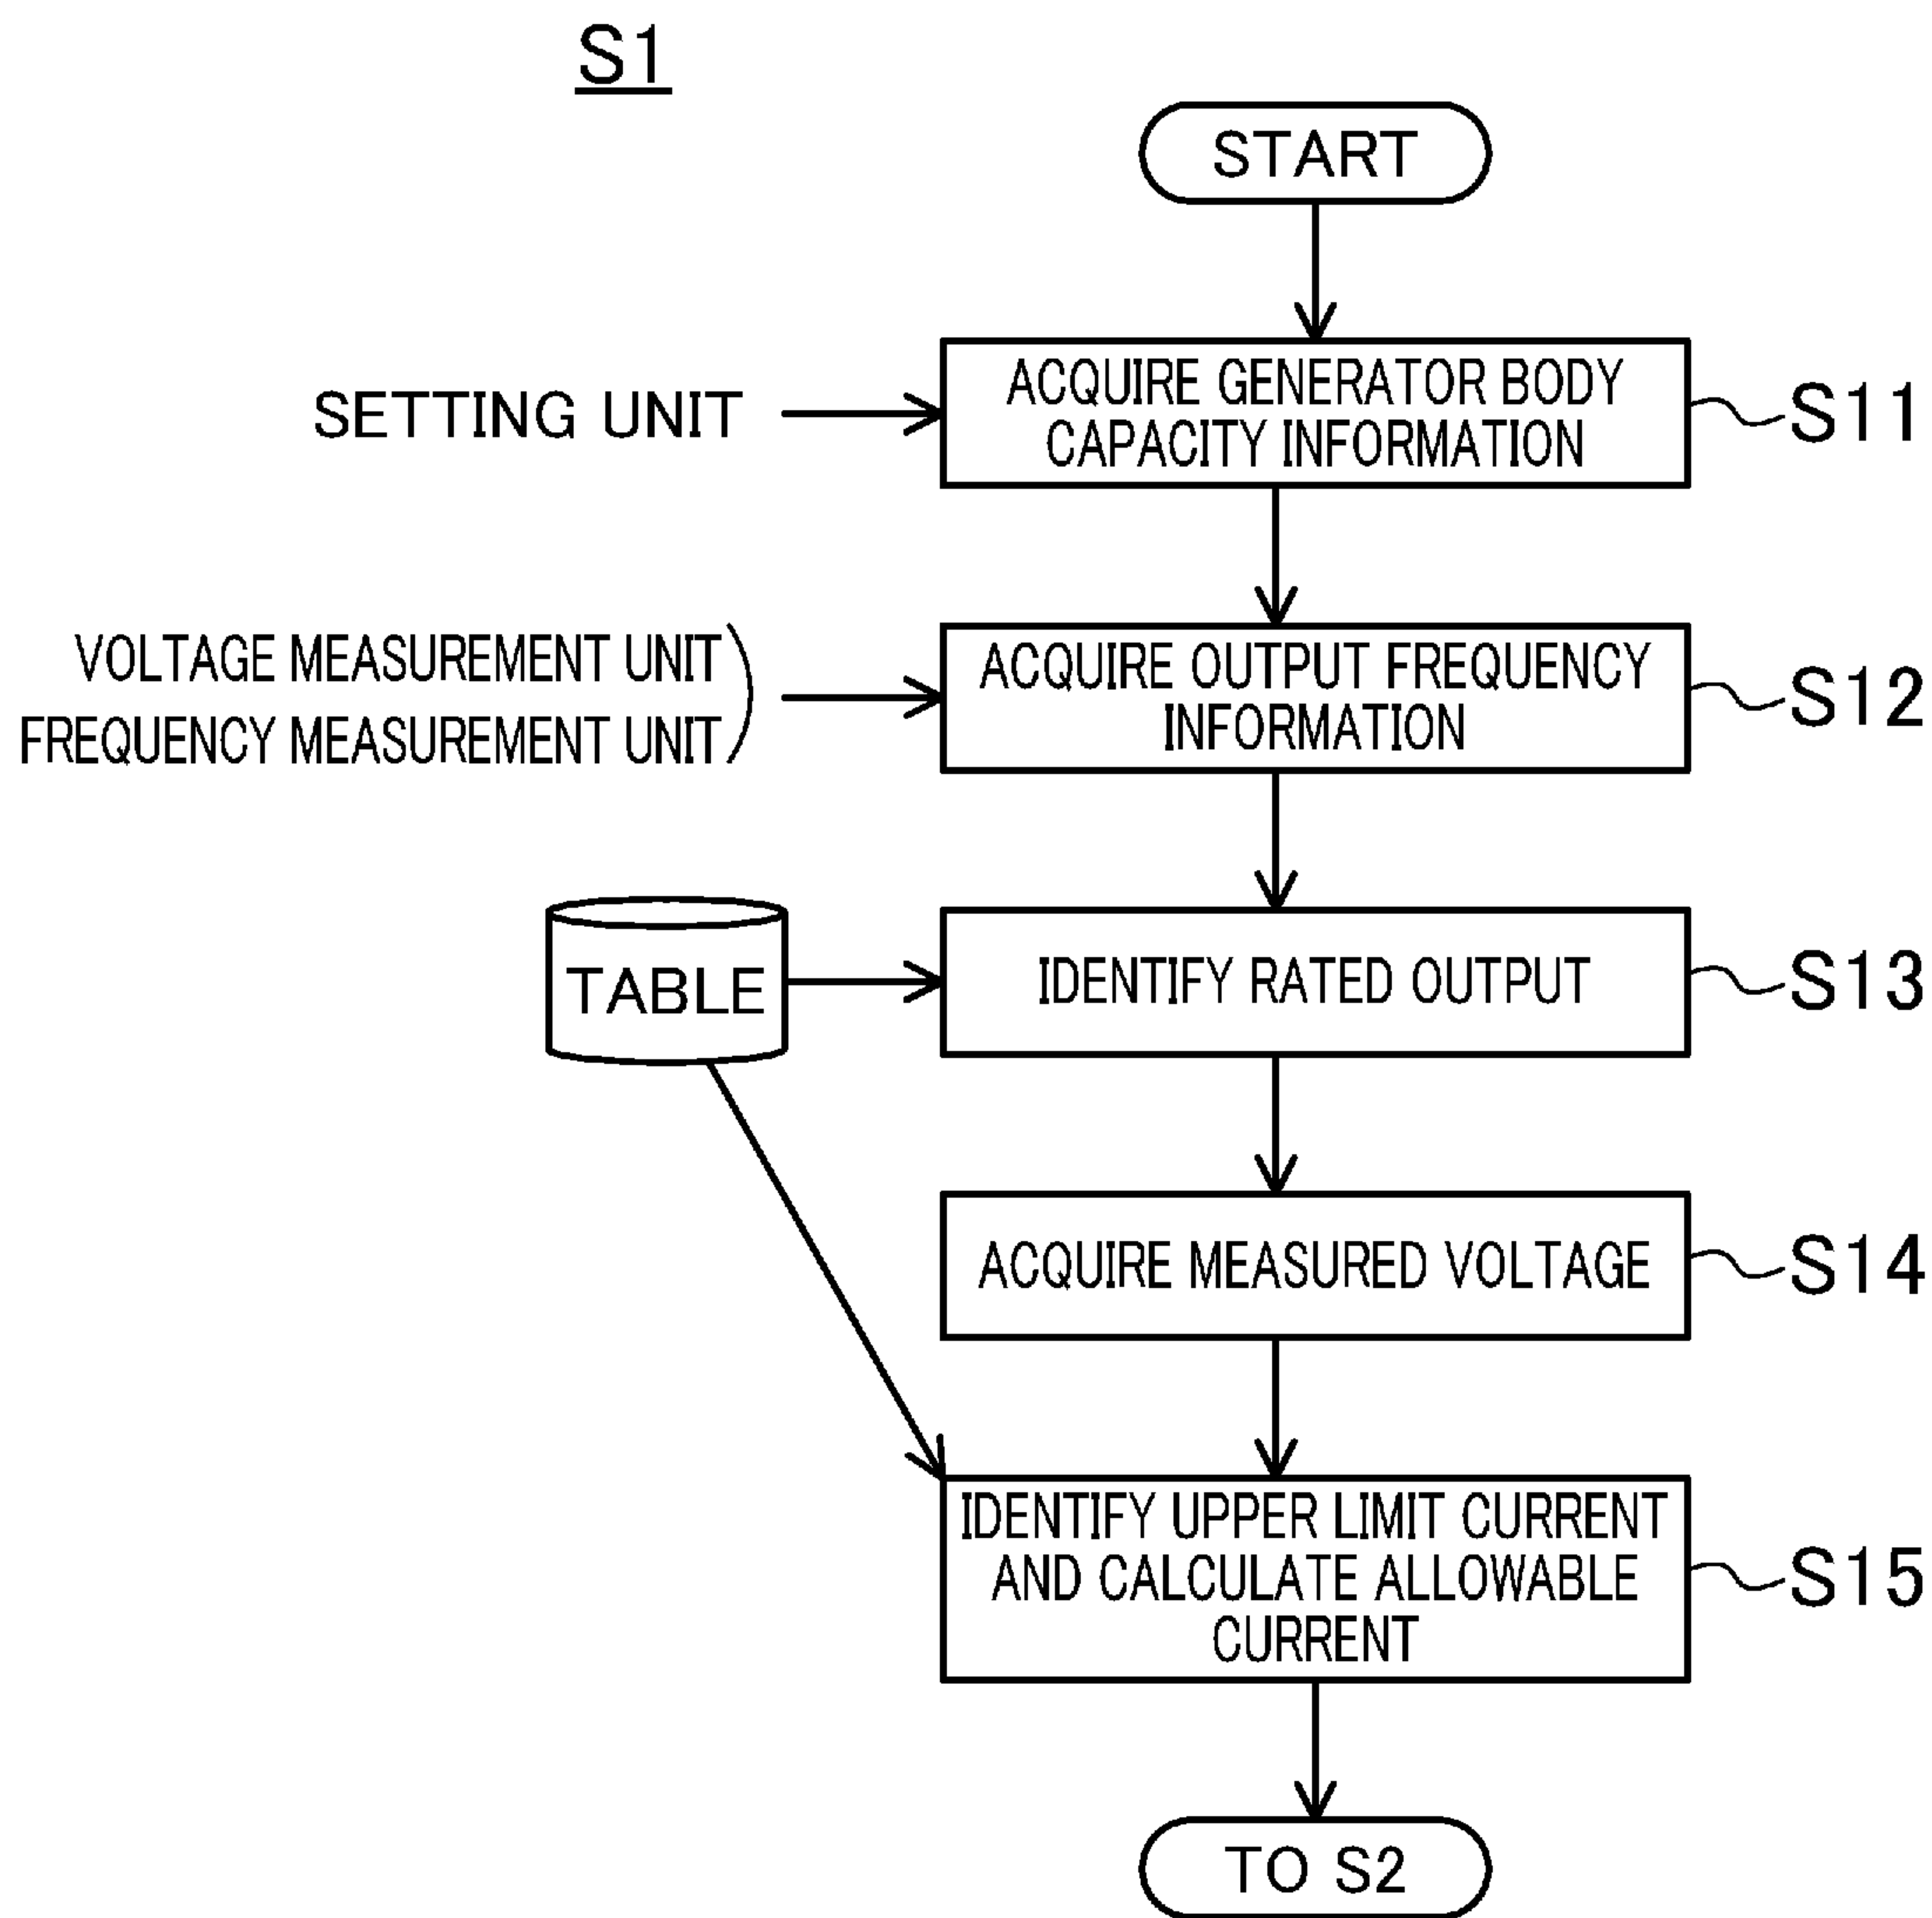 S1
START
SETTING UNIT
ACQUIRE GENERATOR BODY
CAPACITY INFORMATION
S11
VOLTAGE MEASUREMENT UNIT
FREQUENCY MEASUREMENT UNIT
ACQUIRE OUTPUT FREQUENCY
INFORMATION
S12
TABLE
IDENTIFY RATED OUTPUT
S13
ACQUIRE MEASURED VOLTAGE
S14
IDENTIFY UPPER LIMIT CURRENT
AND CALCULATE ALLOWABLE
CURRENT
S15
TO S2